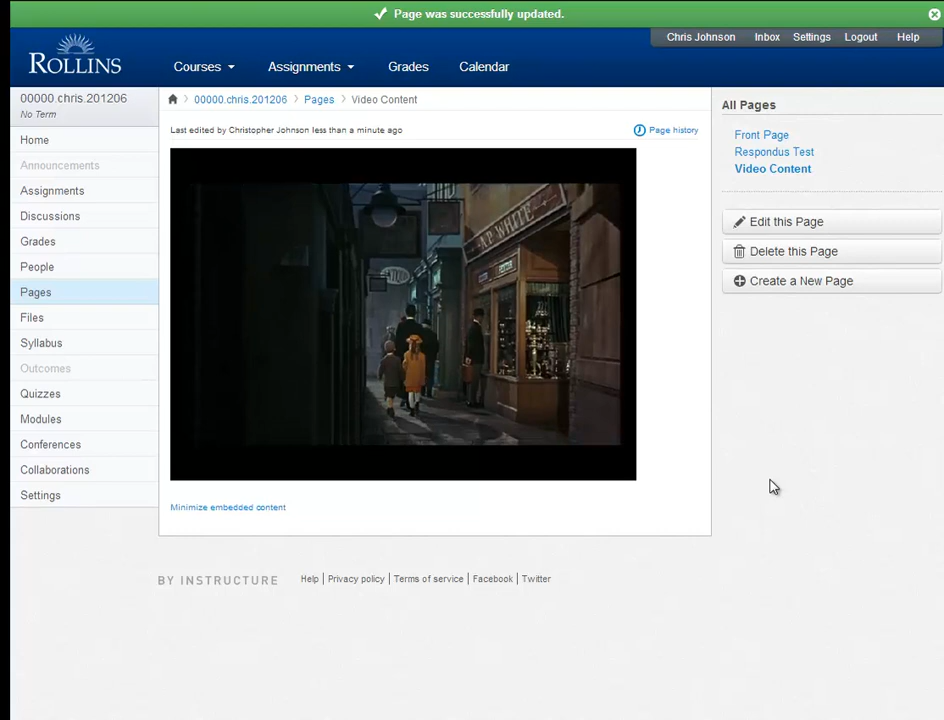 Page was successfully updated.
Chris Johnson Inbox Settings Logout Help
ROLLINS
Courses Assignments Grades Calendar
00000.chris.201206
No Term
Home
Announcements
Assignments
Discussions
Grades
People
Pages
Files
Syllabus
Outcomes
Quizzes
Modules
Conferences
Collaborations
Settings
00000.chris.201206 Pages Video Content
Last edited by Christopher Johnson less than a minute ago
Page history
A.P. WHITE
Minimize embedded content
All Pages
Front Page
Respondus Test
Video Content
Edit this Page
Delete this Page
Create a New Page
BY INSTRUCTURE
Help | Privacy policy | Terms of service | Facebook | Twitter